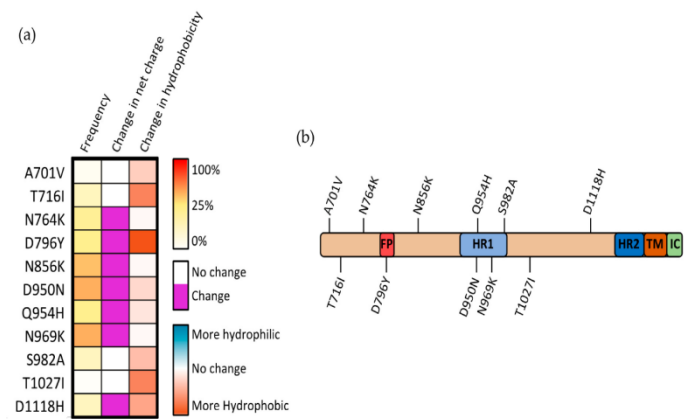 (a)
Frequency
Change in net charge
Change in hydrophobicity
A701V
T716I
N764K
D796Y
N856K
D950N
Q954H
N969K
S982A
T1027I
D1118H
100%
25%
0%
No change
Change
More hydrophilic
No change
More Hydrophobic
(b)
A701V
N764K
N856K
Q954H
S982A
D1118H
FP
HR1
HR2
TM
IC
T716I
D796Y
D950N
N969K
T1027I